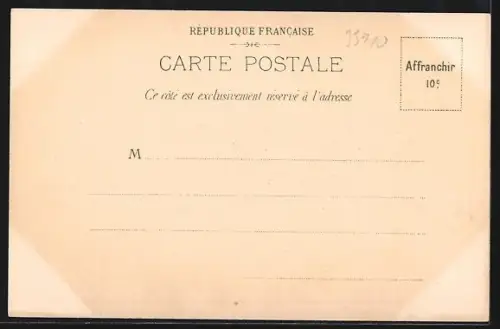 RÉPUBLIQUE FRANÇAISE
CARTE POSTALE
Ce côté est exclusivement réservé à l'adresse
Affranchir
10c
M